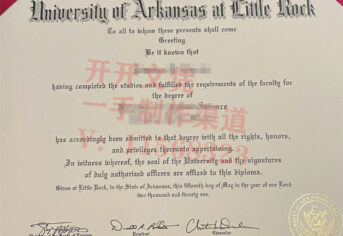 University of Arkansas at Little Rock
To all to whom these presents shall come
Greeting
Be it known that
开开文凭
having completed the studies and fulfilled the requirements of the faculty for
the degree of
一手制作渠道
Science
has accordingly been admitted to that degree with all the rights, honors,
and privileges thereunto appertaining.
In witness whereof, the seal of the University and the signatures
of duly authorized officers are affixed to this diploma.
Given at Little Rock, in the State of Arkansas, this fifteenth day of May in the year of our Lord
two thousand and twenty one.
President
Chancellor